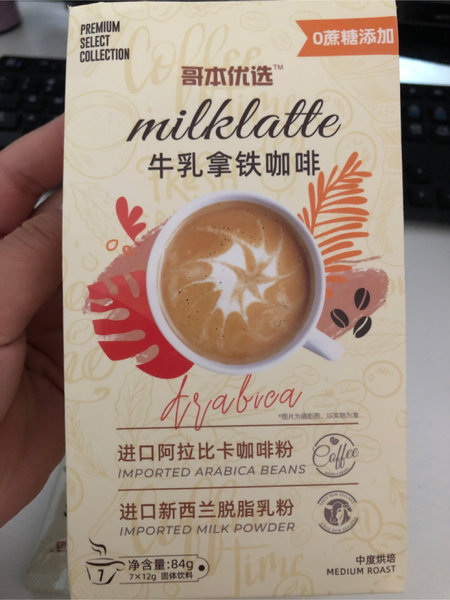 PREMIUM
SELECT
COLLECTION
0蔗糖添加
哥本优选™
milklatte
牛乳拿铁咖啡
Arabica
*图片为摄影图，以实物为准
进口阿拉比卡咖啡粉
IMPORTED ARABICA BEANS
Coffee
进口新西兰脱脂乳粉
IMPORTED MILK POWDER
7
净含量:84g
7×12g 固体饮料
中度烘焙
MEDIUM ROAST